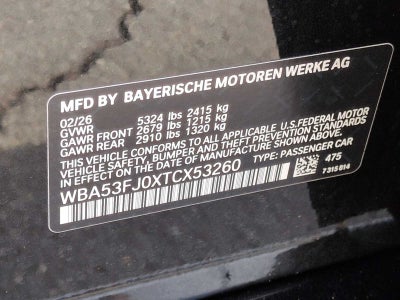 MFD BY BAYERISCHE MOTOREN WERKE AG
02/26
GVWR 5324 lbs 2415 kg
GAWR FRONT 2679 lbs 1215 kg
GAWR REAR 2910 lbs 1320 kg
THIS VEHICLE CONFORMS TO ALL APPLICABLE U.S.FEDERAL MOTOR
VEHICLE SAFETY, BUMPER AND THEFT PREVENTION STANDARDS IN
EFFECT ON THE DATE OF MANUFACTURE SHOWN ABOVE.
WBA53FJ0XTCX53260 TYPE: PASSENGER CAR
475
7315014